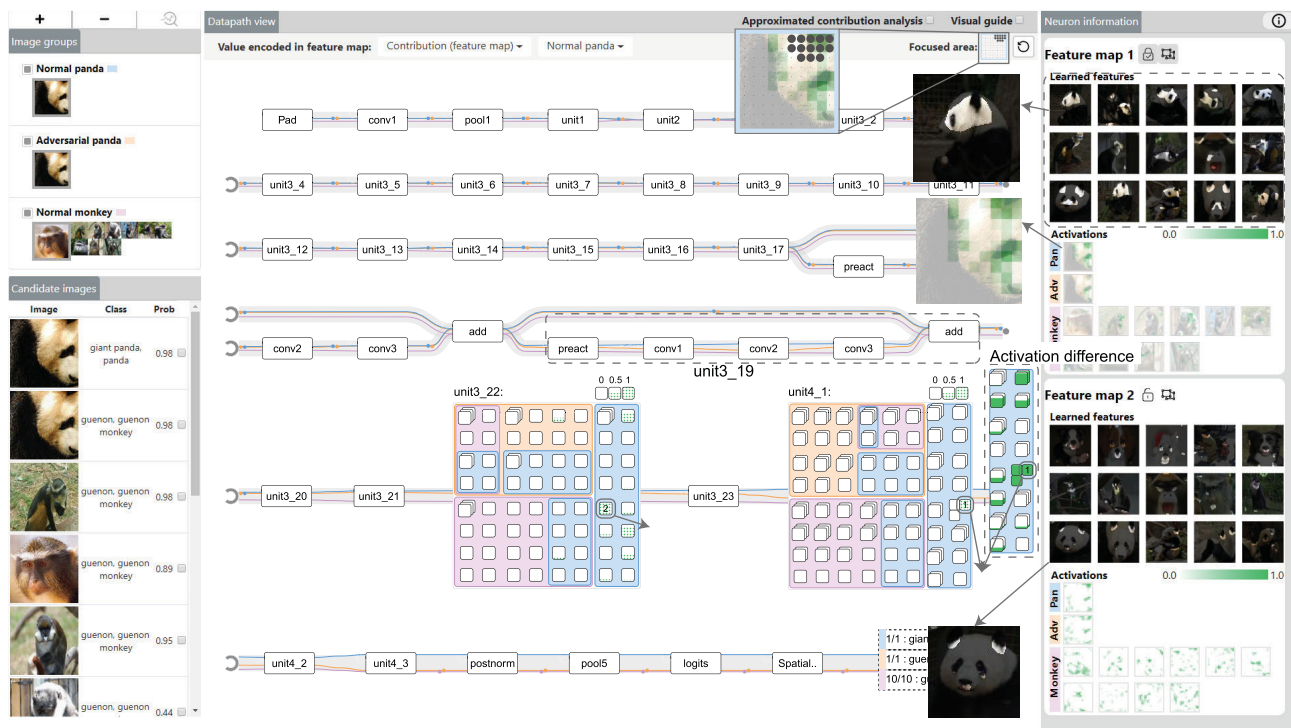 +
−
Image groups
Normal panda
Adversarial panda
Normal monkey
Candidate images
Image Class Prob
giant panda,
panda
0.98
guenon, guenon
monkey
0.98
guenon, guenon
monkey
0.98
guenon, guenon
monkey
0.89
guenon, guenon
monkey
0.95
guenon, guenon
monkey
0.44
Datapath view
Approximated contribution analysis Visual guide
Value encoded in feature map: Contribution (feature map) Normal panda Focused area:
Pad conv1 pool1 unit1 unit2 unit3_2
unit3_4 unit3_5 unit3_6 unit3_7 unit3_8 unit3_9 unit3_10 unit3_11
unit3_12 unit3_13 unit3_14 unit3_15 unit3_16 unit3_17
preact
add add
conv2 conv3 preact conv1 conv2 conv3
unit3_19
Activation difference
unit3_22: 0 0.5 1 unit4_1: 0 0.5 1
1
unit3_20 unit3_21 unit3_23
2 1
unit4_2 unit4_3 postnorm pool5 logits Spatial..
1/1 : gian
1/1 : gue
10/10 : g
Neuron information
Feature map 1
Learned features
Activations 0.0 1.0
Pan
Adv
Feature map 2
Learned features
Activations 0.0 1.0
Pan
Adv
Monkey